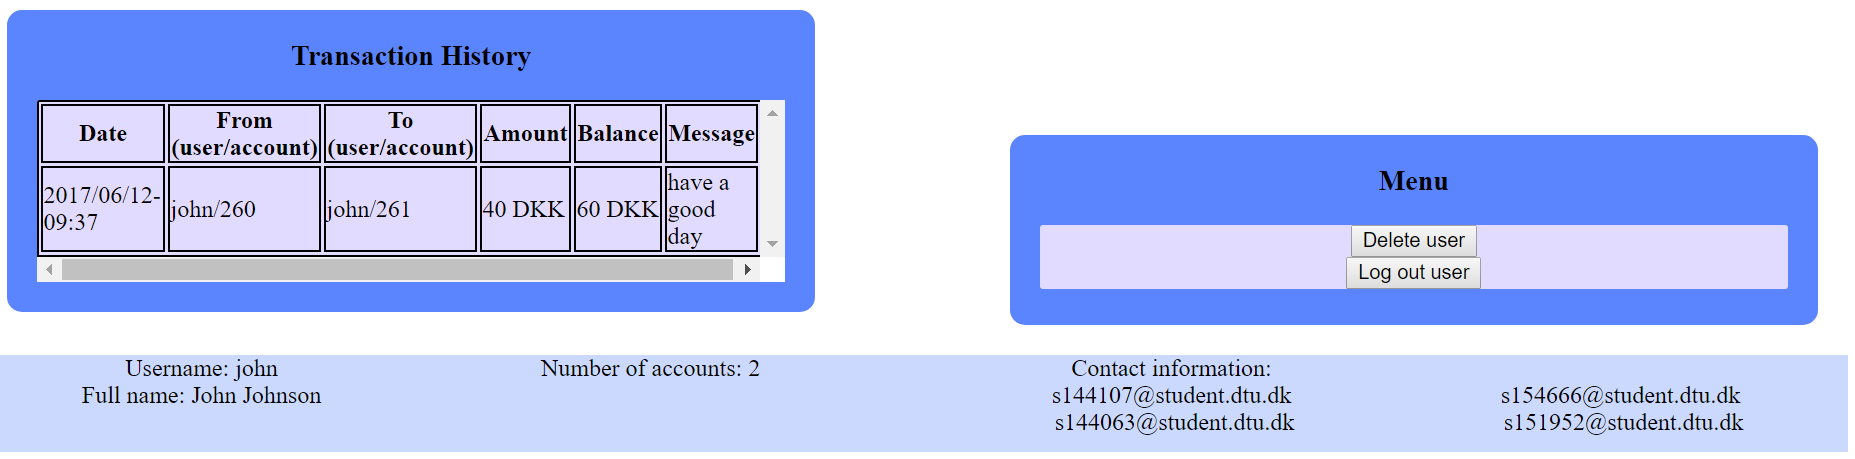 Transaction History
Date From (user/account) To (user/account) Amount Balance Message
2017/06/12-09:37 john/260 john/261 40 DKK 60 DKK have a good day
Menu
Delete user
Log out user
Username: john Number of accounts: 2 Contact information:
Full name: John Johnson s144107@student.dtu.dk s154666@student.dtu.dk
s144063@student.dtu.dk s151952@student.dtu.dk